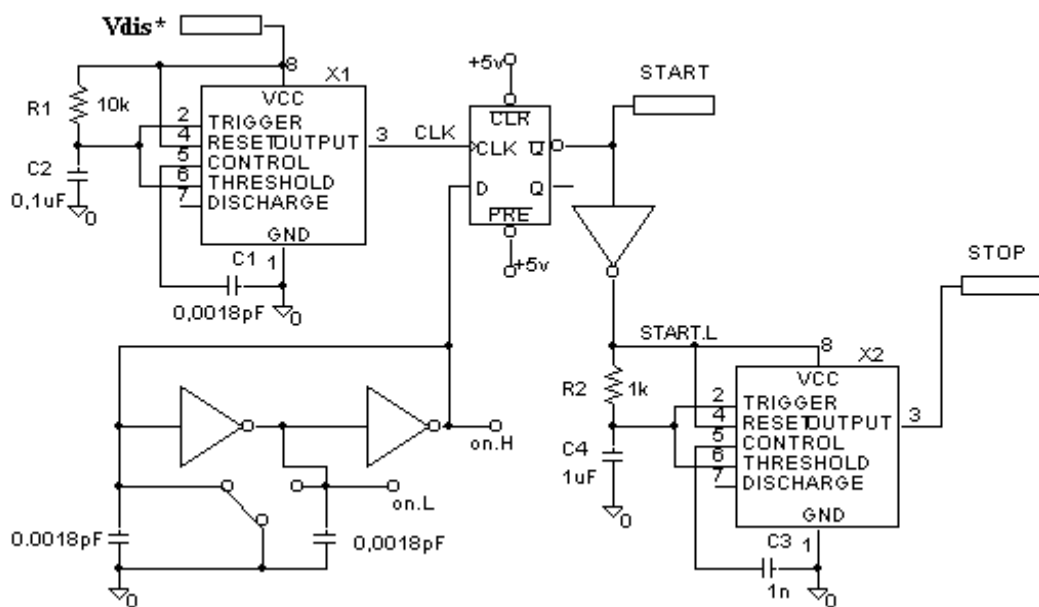 Vdis*
8
X1
+5v
START
R1
10k
VCC
2
TRIGGER
4
RESET
OUTPUT
3
CLK
5
CONTROL
6
THRESHOLD
7
DISCHARGE
GND
C2
0,1uF
0
C1
1
0,0018pF
0
CLR
CLK
Q
D
Q
PRE
+5v
STOP
START.L
8
X2
R2
1k
VCC
2
TRIGGER
4
RESET
OUTPUT
3
5
CONTROL
6
THRESHOLD
7
DISCHARGE
GND
C4
1uF
0
C3
1
1n
0
on.H
on.L
0.0018pF
0,0018pF
0